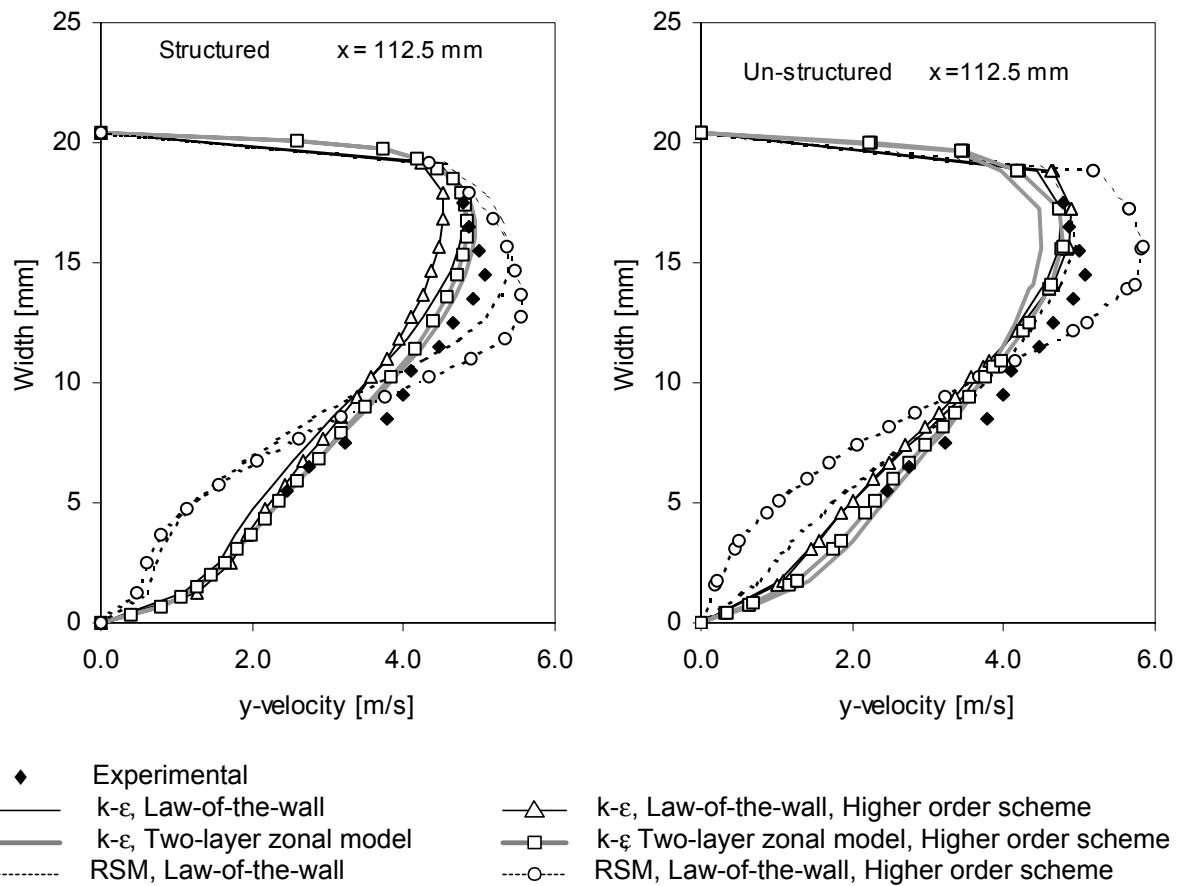 25
20
15
10
5
0
Width [mm]
Structured x = 112.5 mm
0.0 2.0 4.0 6.0
y-velocity [m/s]
25
20
15
10
5
0
Width [mm]
Un-structured x =112.5 mm
0.0 2.0 4.0 6.0
y-velocity [m/s]
Experimental
k-ε, Law-of-the-wall
k-ε, Two-layer zonal model
RSM, Law-of-the-wall
k-ε, Law-of-the-wall, Higher order scheme
k-ε, Two-layer zonal model, Higher order scheme
RSM, Law-of-the-wall, Higher order scheme